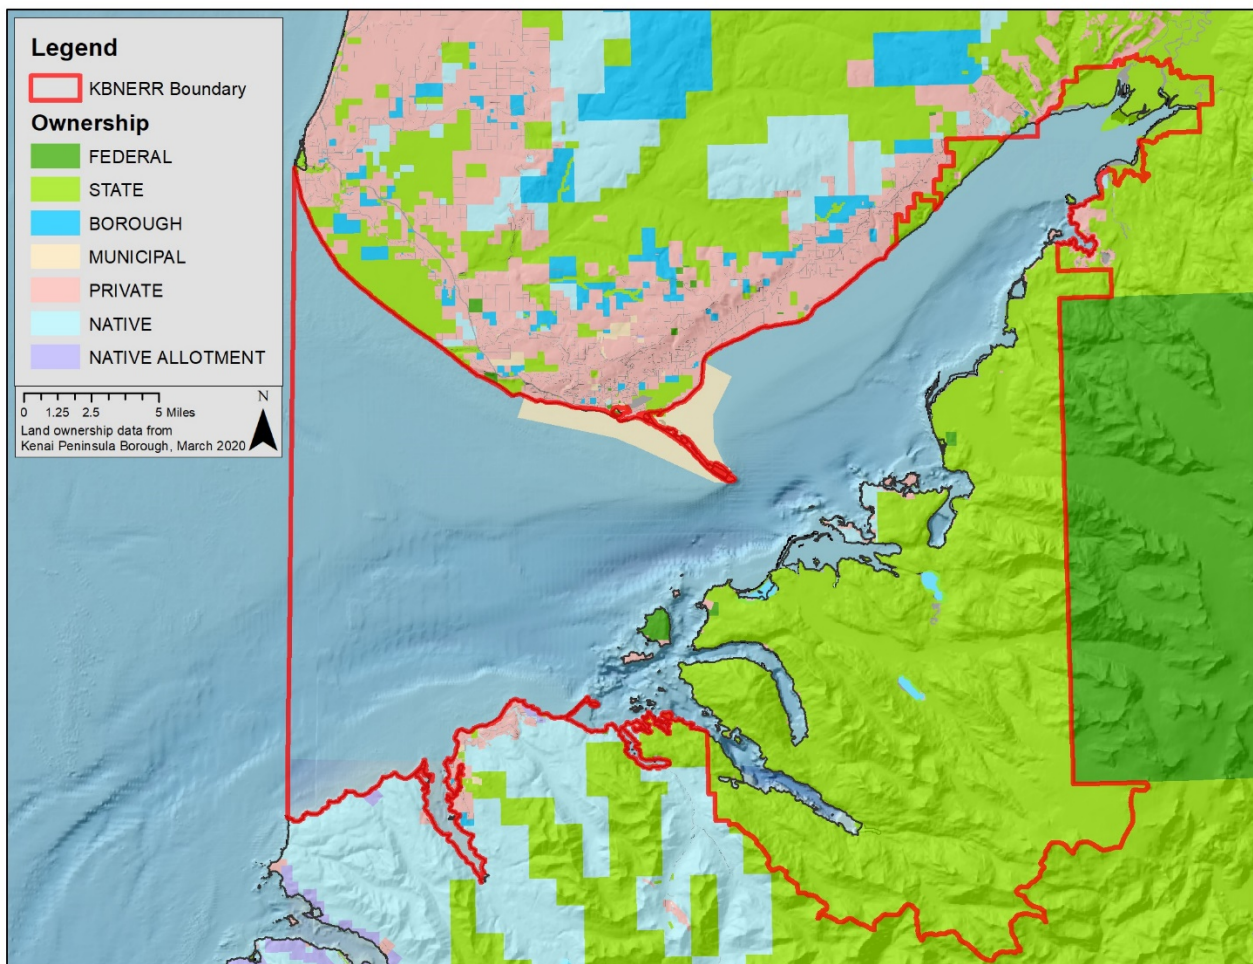 Legend
KBNERR Boundary
Ownership
FEDERAL
STATE
BOROUGH
MUNICIPAL
PRIVATE
NATIVE
NATIVE ALLOTMENT
0 1.25 2.5 5 Miles
N
Land ownership data from
Kenai Peninsula Borough, March 2020